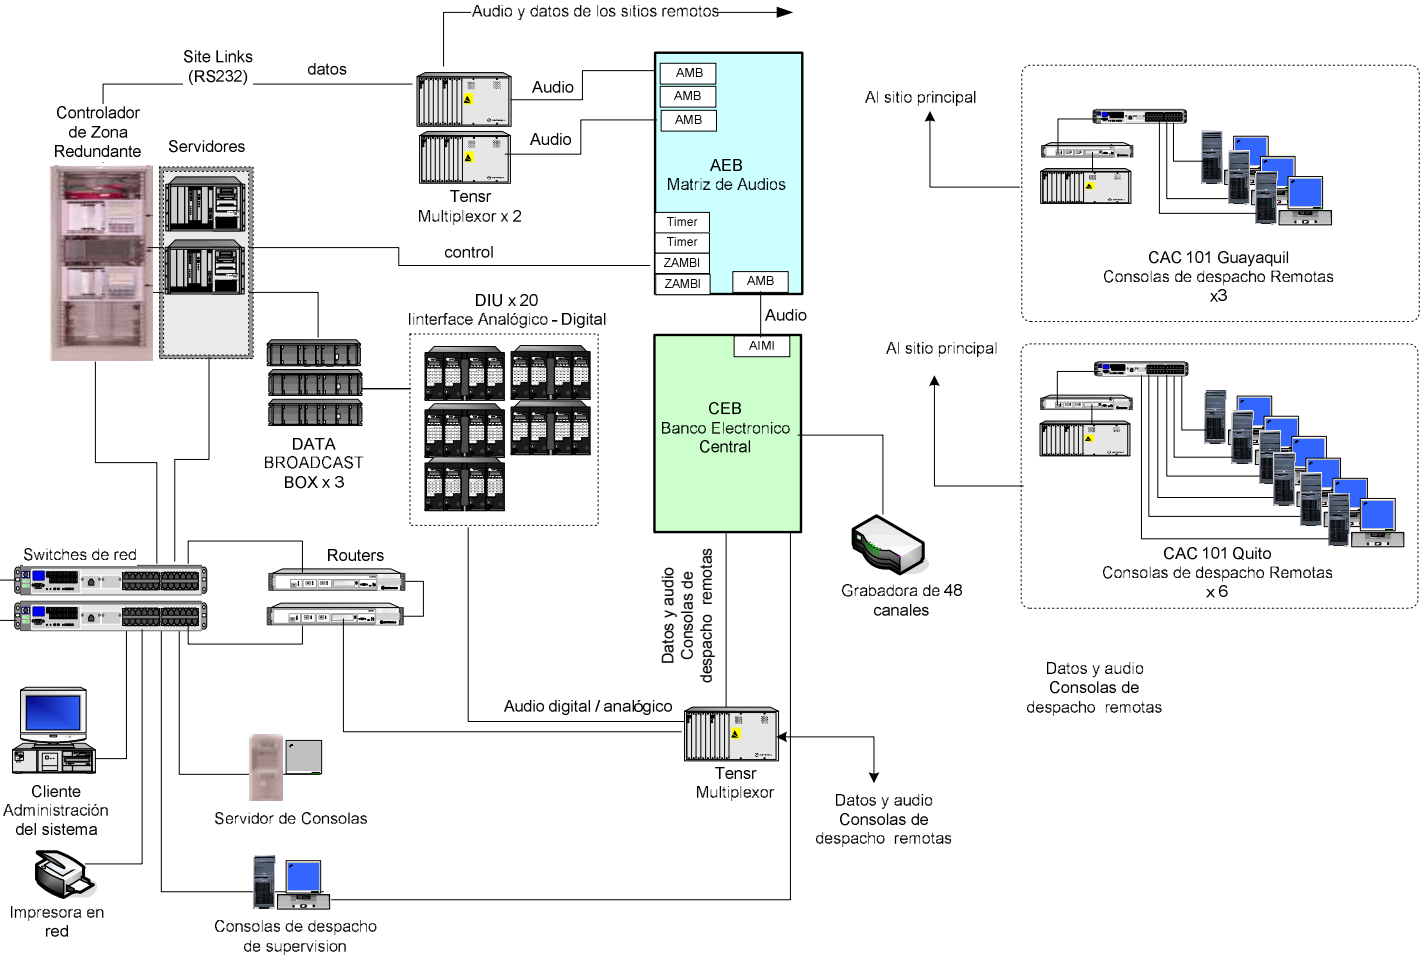 Audio y datos de los sitios remotos
Site Links
(RS232)
datos
Controlador
de Zona
Redundante
Servidores
Audio
Audio
Tensr
Multiplexor x 2
control
AMB
AMB
AMB
AEB
Matriz de Audios
Timer
Timer
ZAMBI
ZAMBI
AMB
Audio
DIU x 20
Iinterface Analógico - Digital
DATA
BROADCAST
BOX x 3
AIMI
CEB
Banco Electronico
Central
Al sitio principal
CAC 101 Guayaquil
Consolas de despacho Remotas
x3
Al sitio principal
CAC 101 Quito
Consolas de despacho Remotas
x 6
Grabadora de 48
canales
Switches de red
Routers
Datos y audio
Consolas de
despacho remotas
Audio digital / analógico
Tensr
Multiplexor
Datos y audio
Consolas de
despacho remotas
Datos y audio
Consolas de
despacho remotas
Cliente
Administración
del sistema
Servidor de Consolas
Impresora en
red
Consolas de despacho
de supervision